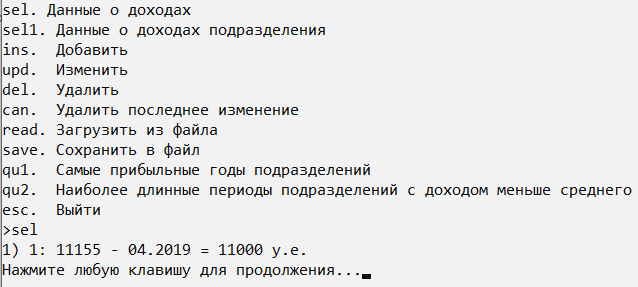 sel. Данные о доходах
sel1. Данные о доходах подразделения
ins.  Добавить
upd.  Изменить
del.  Удалить
can.  Удалить последнее изменение
read. Загрузить из файла
save. Сохранить в файл
qu1.  Самые прибыльные годы подразделений
qu2.  Наиболее длинные периоды подразделений с доходом меньше среднего
esc.  Выйти
>sel
1) 1: 11155 - 04.2019 = 11000 у.е.
Нажмите любую клавишу для продолжения...